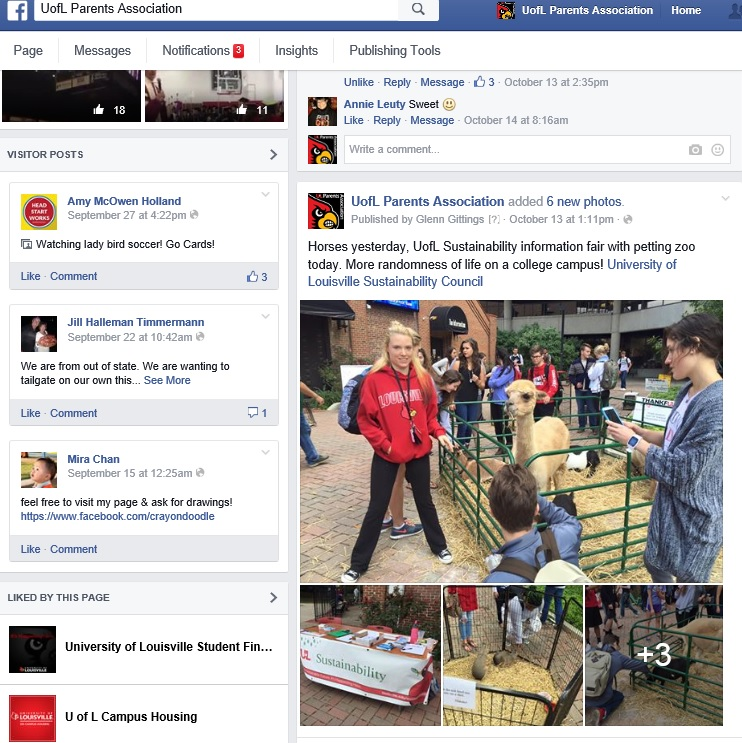 UofL Parents Association
UofL Parents Association Home
Page Messages Notifications 3 Insights Publishing Tools
18
11
VISITOR POSTS
HEAD
START
WORKS
Amy McOwen Holland
September 27 at 4:22pm
Watching lady bird soccer! Go Cards!
Like · Comment 3
Jill Halleman Timmermann
September 22 at 10:42am
We are from out of state. We are wanting to
tailgate on our own this... See More
Like · Comment 1
Mira Chan
September 15 at 12:25am
feel free to visit my page & ask for drawings!
https://www.facebook.com/crayondoodle
Like · Comment
LIKED BY THIS PAGE
University of Louisville Student Fin...
LOUISVILLE
U of L Campus Housing
Unlike · Reply · Message · 3 · October 13 at 2:35pm
Annie Leuty Sweet
Like · Reply · Message · October 14 at 8:16am
Write a comment...
Parents
UofL Parents Association added 6 new photos.
Published by Glenn Gittings [?] · October 13 at 1:11pm ·
Horses yesterday, UofL Sustainability information fair with petting zoo
today. More randomness of life on a college campus! University of
Louisville Sustainability Council
LOUISVILLE
THANKFUL
Sustainability
+3